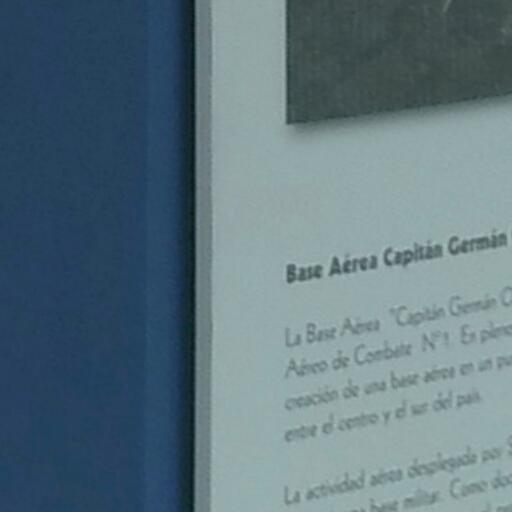 Base Aérea Capitán Germán
La Base Aérea "Capitán Germán
Aéreo de Combate N° 1. En pleno
creación de una base aérea en un
entre el centro y el sur del país.
La actividad aérea desplegada por
base militar. Como